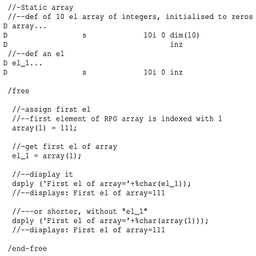 //-Static array
//--def of 10 el array of integers, initialised to zeros
D array...
D                 s             10i 0 dim(10)
D                                     inz
//--def an el
D el_1...
D                 s             10i 0 inz
/free
//-assign first el
//--first element of RPG array is indexed with 1
array(1) = 111;
//-get first el of array
el_1 = array(1);
//--display it
dsply ('First el of array='+%char(el_1));
//--displays: First el of array=111
//---or shorter, without "el_1"
dsply ('First el of array='+%char(array(1)));
//--displays: First el of array=111
/end-free